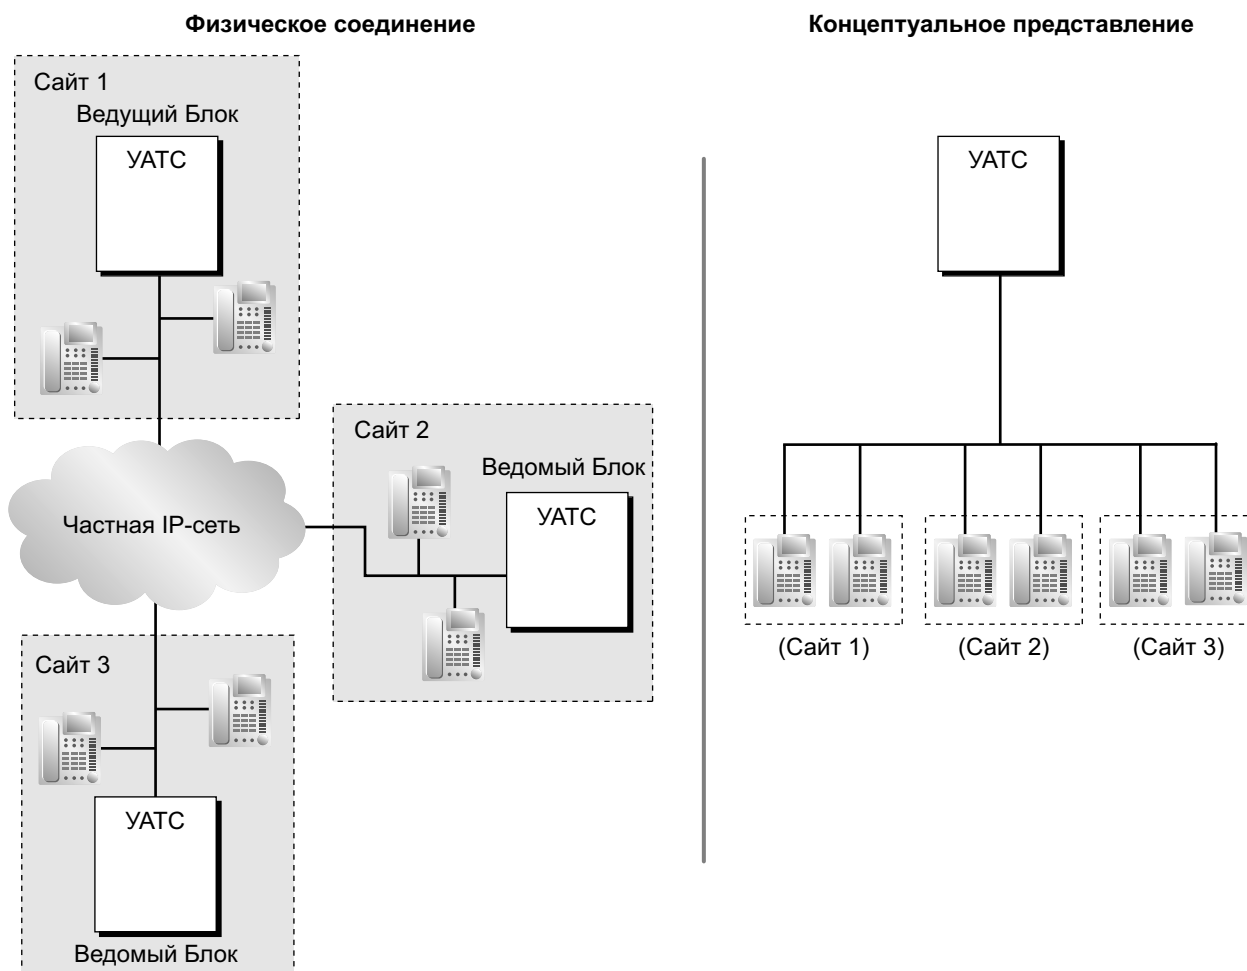 Физическое соединение
Сайт 1
Ведущий Блок
УАТС
Частная IP-сеть
Сайт 2
Ведомый Блок
УАТС
Сайт 3
УАТС
Ведомый Блок
Концептуальное представление
УАТС
(Сайт 1)
(Сайт 2)
(Сайт 3)